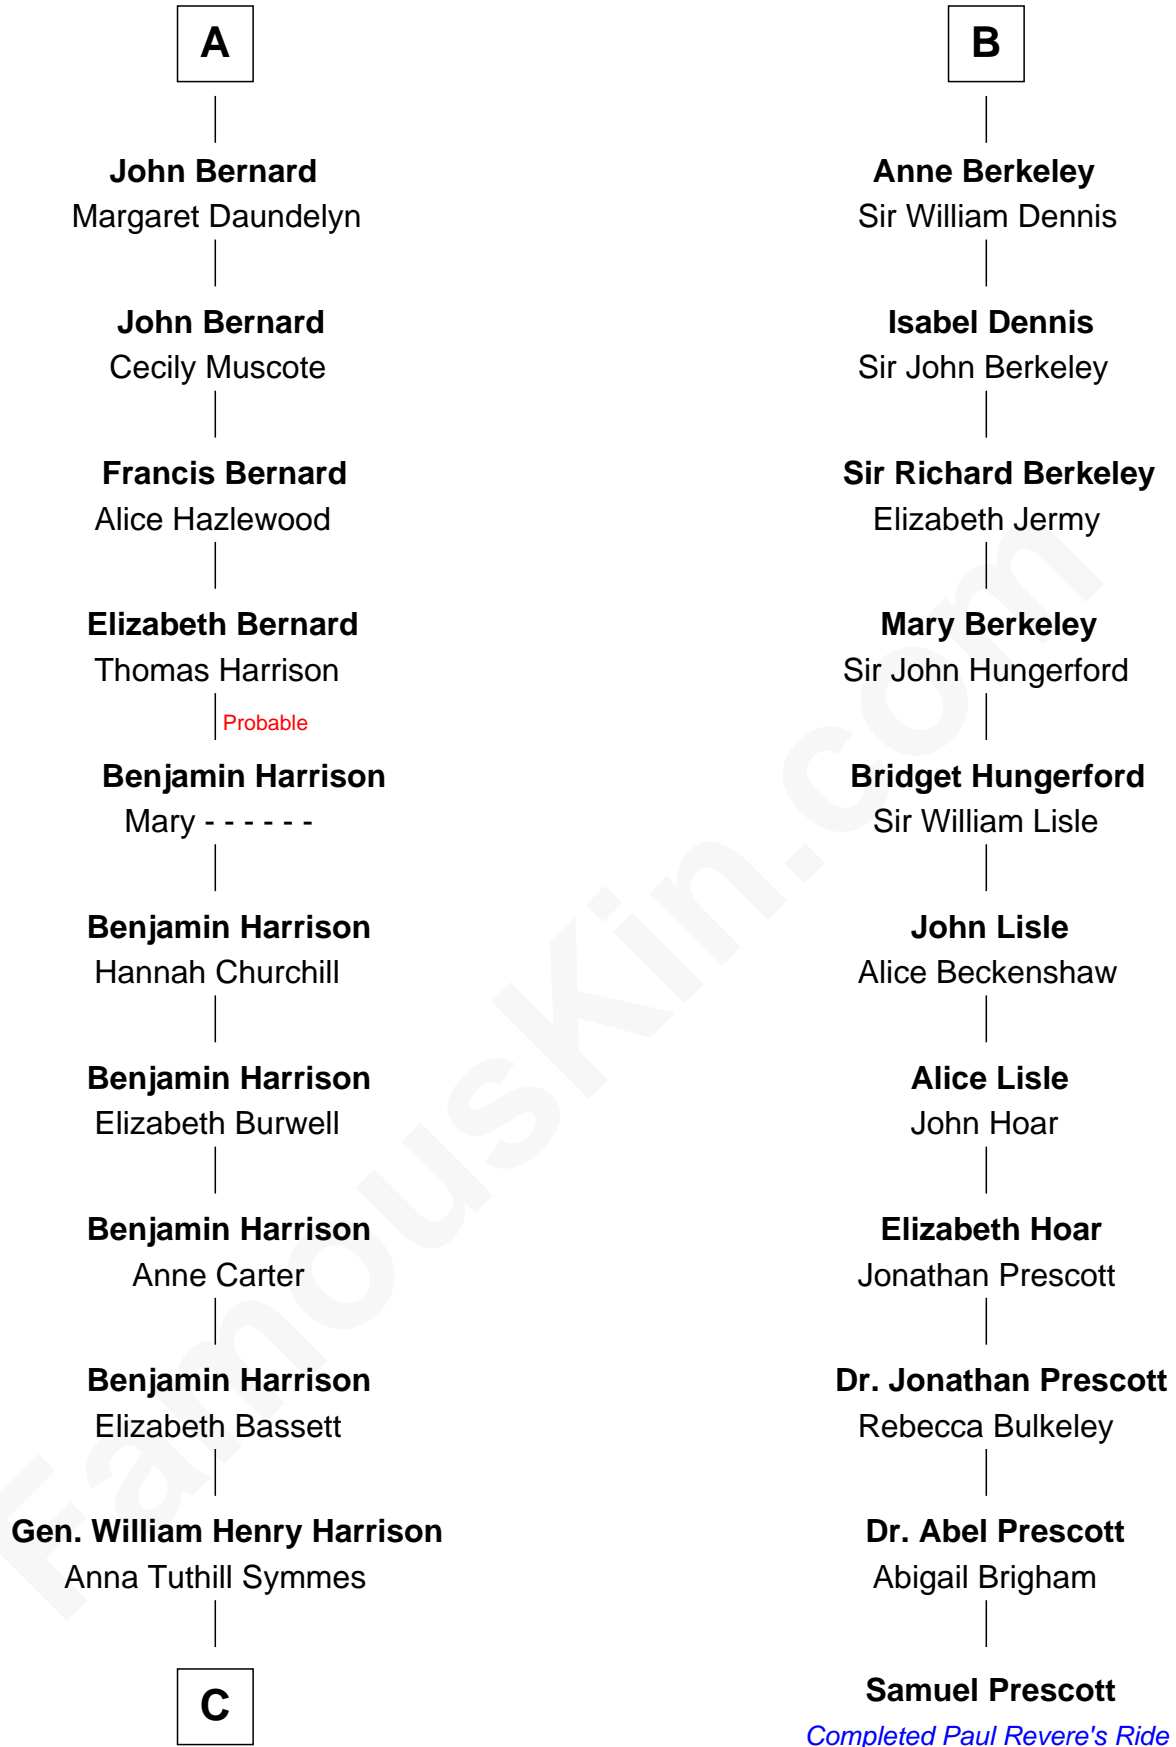 A
John Bernard
Margaret Daundelyn
John Bernard
Cecily Muscote
Francis Bernard
Alice Hazlewood
Elizabeth Bernard
Thomas Harrison
Probable
Benjamin Harrison
Mary - - - - - -
Benjamin Harrison
Hannah Churchill
Benjamin Harrison
Elizabeth Burwell
Benjamin Harrison
Anne Carter
Benjamin Harrison
Elizabeth Bassett
Gen. William Henry Harrison
Anna Tuthill Symmes
C
B
Anne Berkeley
Sir William Dennis
Isabel Dennis
Sir John Berkeley
Sir Richard Berkeley
Elizabeth Jermy
Mary Berkeley
Sir John Hungerford
Bridget Hungerford
Sir William Lisle
John Lisle
Alice Beckenshaw
Alice Lisle
John Hoar
Elizabeth Hoar
Jonathan Prescott
Dr. Jonathan Prescott
Rebecca Bulkeley
Dr. Abel Prescott
Abigail Brigham
Samuel Prescott
Completed Paul Revere's Ride
FamousKin.com